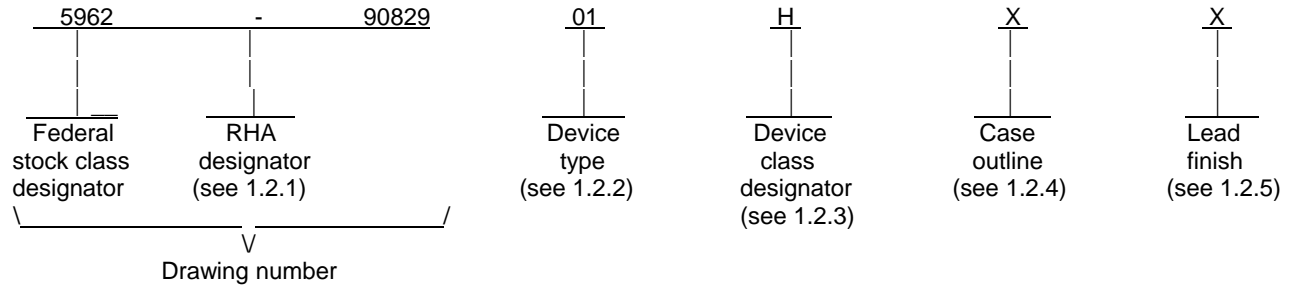 5962 - 90829 01 H X X
Federal RHA Device Device Case Lead
stock class designator type class outline finish
designator (see 1.2.1) (see 1.2.2) designator (see 1.2.4) (see 1.2.5)
(see 1.2.3)
Drawing number